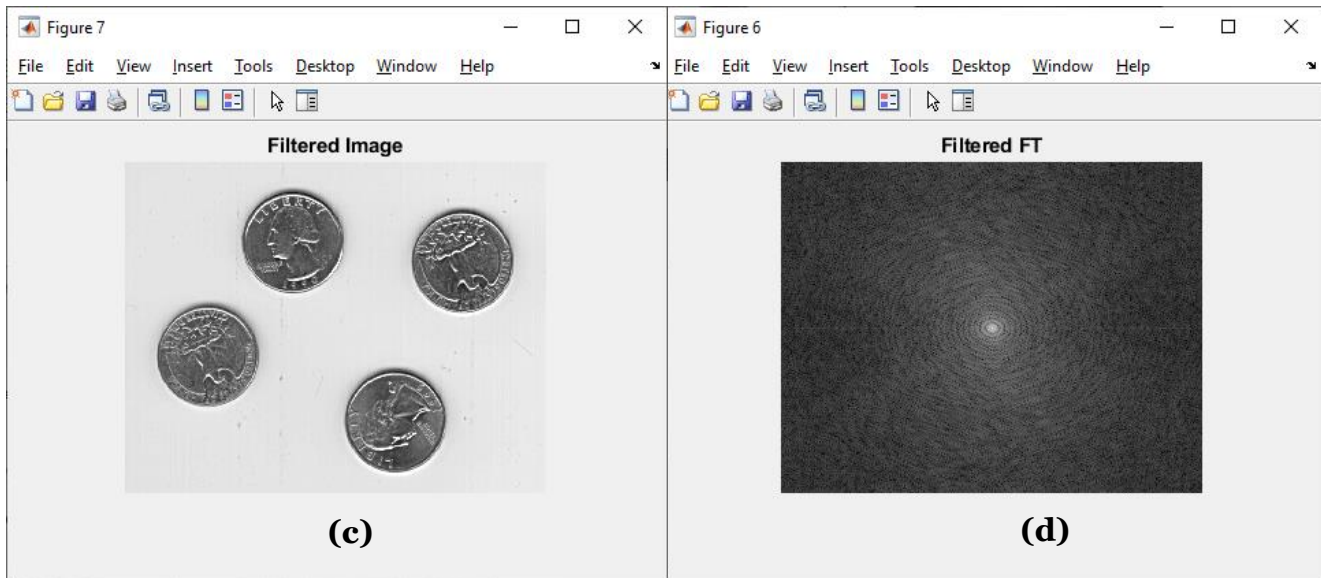 Figure 7
File Edit View Insert Tools Desktop Window Help
Filtered Image
LIBERTY
(c)
Figure 6
File Edit View Insert Tools Desktop Window Help
Filtered FT
(d)